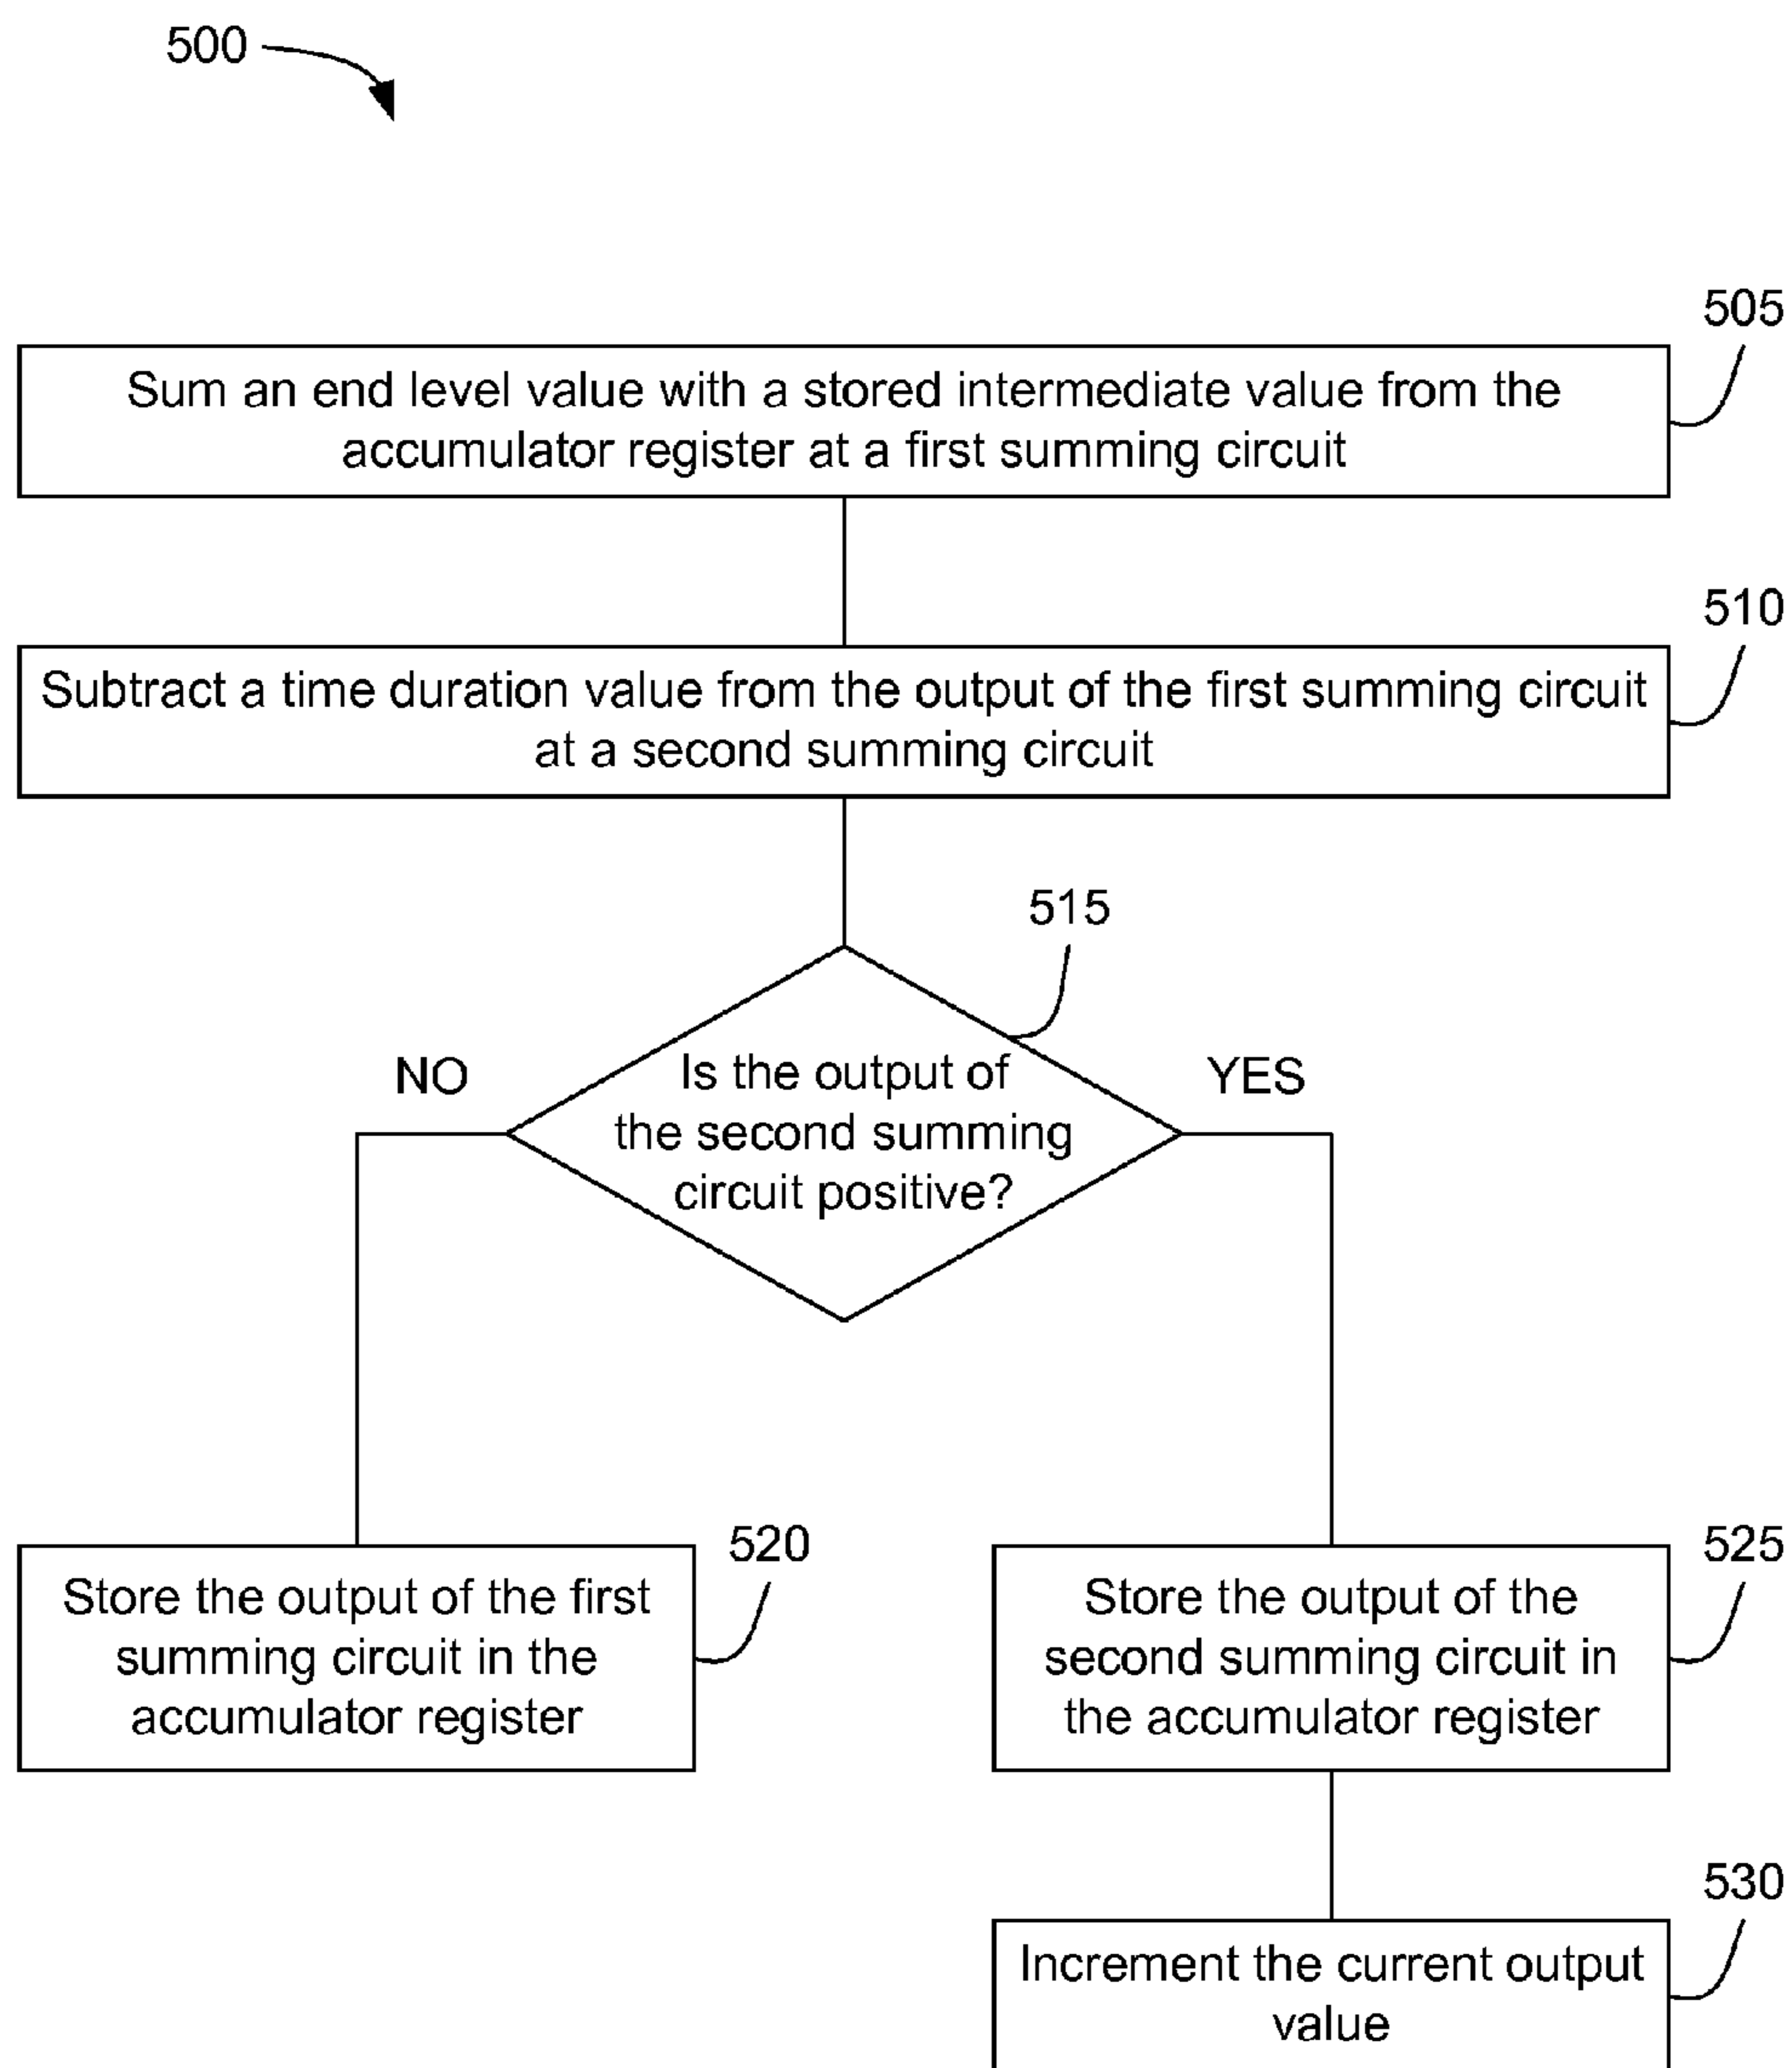 500
505
Sum an end level value with a stored intermediate value from the
accumulator register at a first summing circuit
510
Subtract a time duration value from the output of the first summing circuit
at a second summing circuit
515
NO
YES
Is the output of
the second summing
circuit positive?
520
Store the output of the first
summing circuit in the
accumulator register
525
Store the output of the
second summing circuit in
the accumulator register
530
Increment the current output
value